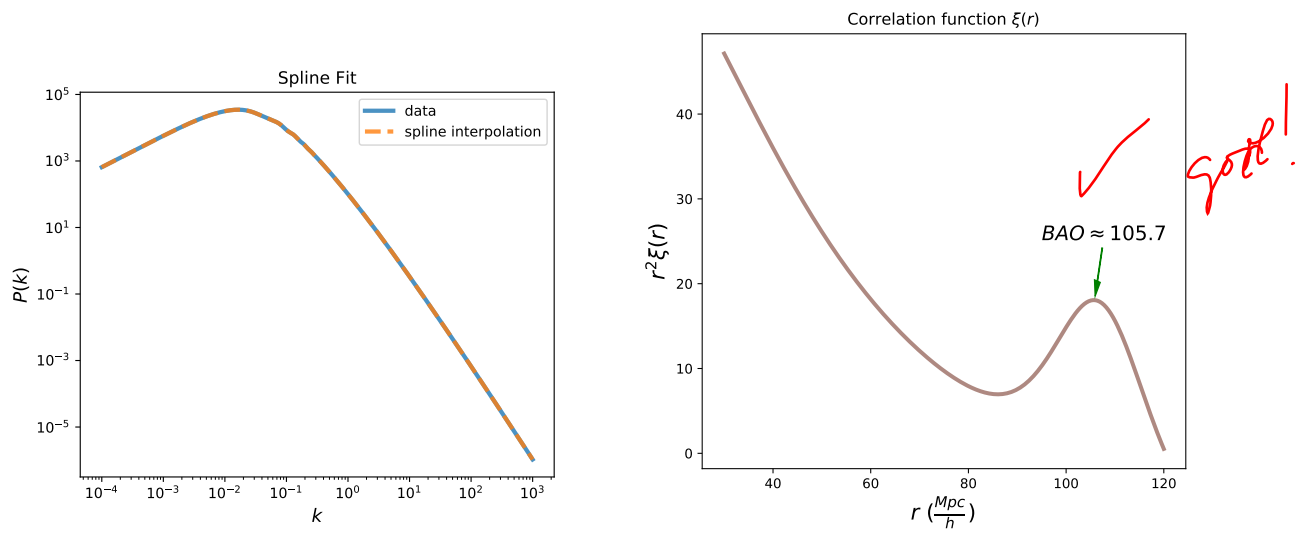 Spline Fit
data
spline interpolation
10^5
10^3
10^1
10^−1
10^−3
10^−5
P(k)
10^−4 10^−3 10^−2 10^−1 10^0 10^1 10^2 10^3
k
Correlation function ξ(r)
40
30
20
10
0
r^2ξ(r)
BAO ≈ 105.7
40 60 80 100 120
r (Mpc/h)